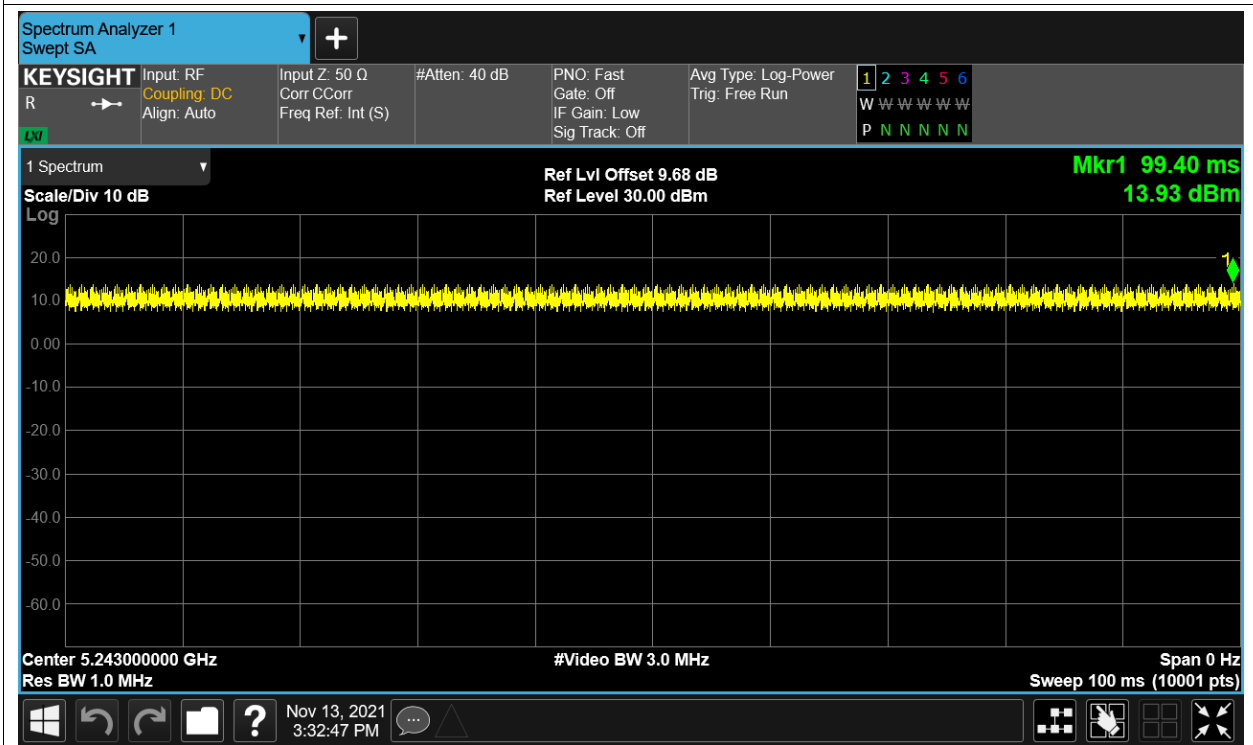 Spectrum Analyzer 1
Swept SA
KEYSIGHT
R
LXI
Input: RF
Coupling: DC
Align: Auto
Input Z: 50 Ω
Corr CCorr
Freq Ref: Int (S)
#Atten: 40 dB
PNO: Fast
Gate: Off
IF Gain: Low
Sig Track: Off
Avg Type: Log-Power
Trig: Free Run
1 2 3 4 5 6
W W W W W W
P N N N N N
1 Spectrum
Scale/Div 10 dB
Log
Ref Lvl Offset 9.68 dB
Ref Level 30.00 dBm
Mkr1 99.40 ms
13.93 dBm
20.0
1
10.0
0.00
-10.0
-20.0
-30.0
-40.0
-50.0
-60.0
Center 5.243000000 GHz
Res BW 1.0 MHz
#Video BW 3.0 MHz
Span 0 Hz
Sweep 100 ms (10001 pts)
?
Nov 13, 2021
3:32:47 PM